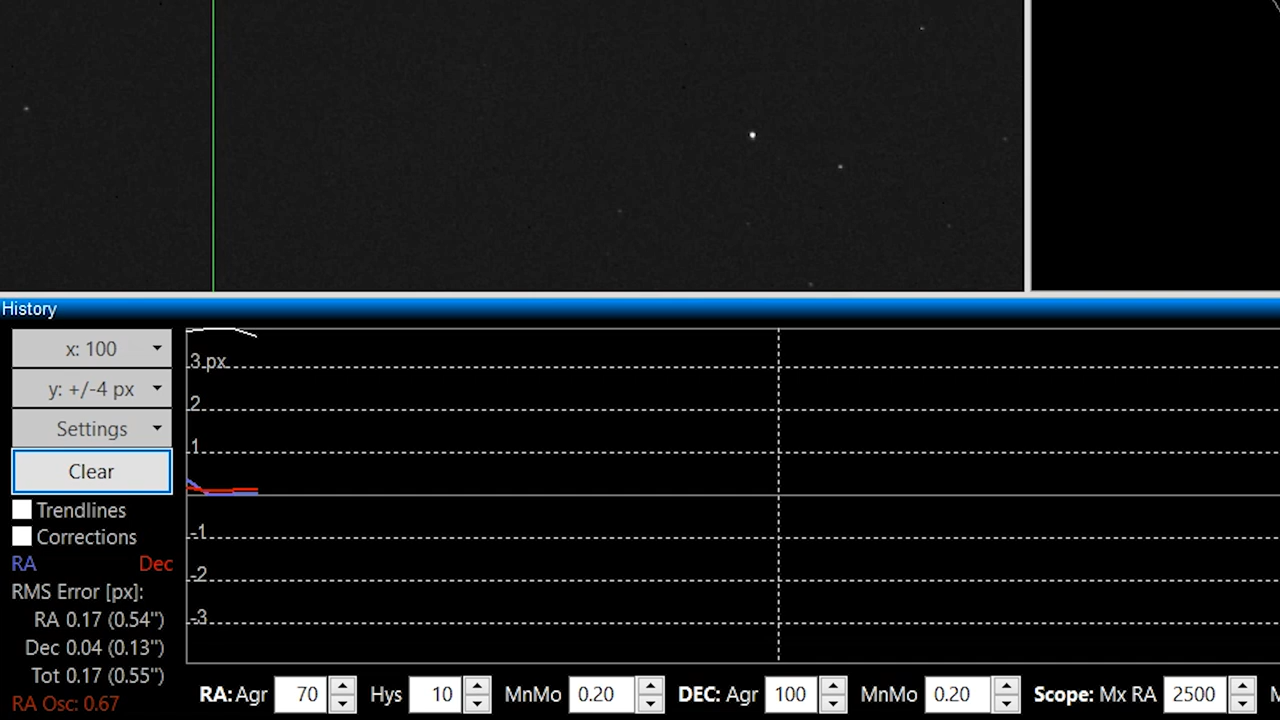 History
x: 100
y: +/-4 px
Settings
Clear
Trendlines
Corrections
RA Dec
RMS Error [px]:
RA 0.17 (0.54")
Dec 0.04 (0.13")
Tot 0.17 (0.55")
RA Osc: 0.67
3 px
2
1
-1
-2
-3
RA: Agr 70 Hys 10 MnMo 0.20 DEC: Agr 100 MnMo 0.20 Scope: Mx RA 2500